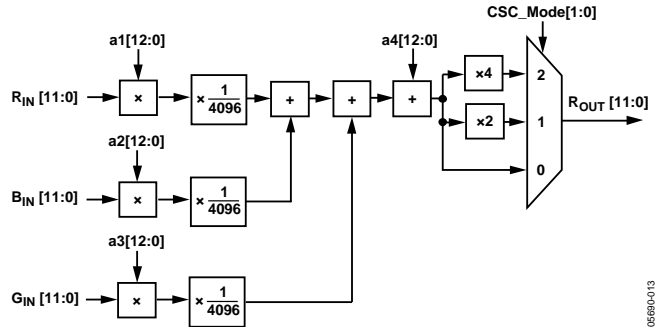 CSC_Mode[1:0]
a1[12:0]
a4[12:0]
R_IN [11:0]
×
× 1/4096
+
+
+
×4
2
×2
1
R_OUT [11:0]
0
a2[12:0]
B_IN [11:0]
×
× 1/4096
a3[12:0]
G_IN [11:0]
×
× 1/4096
05690-013